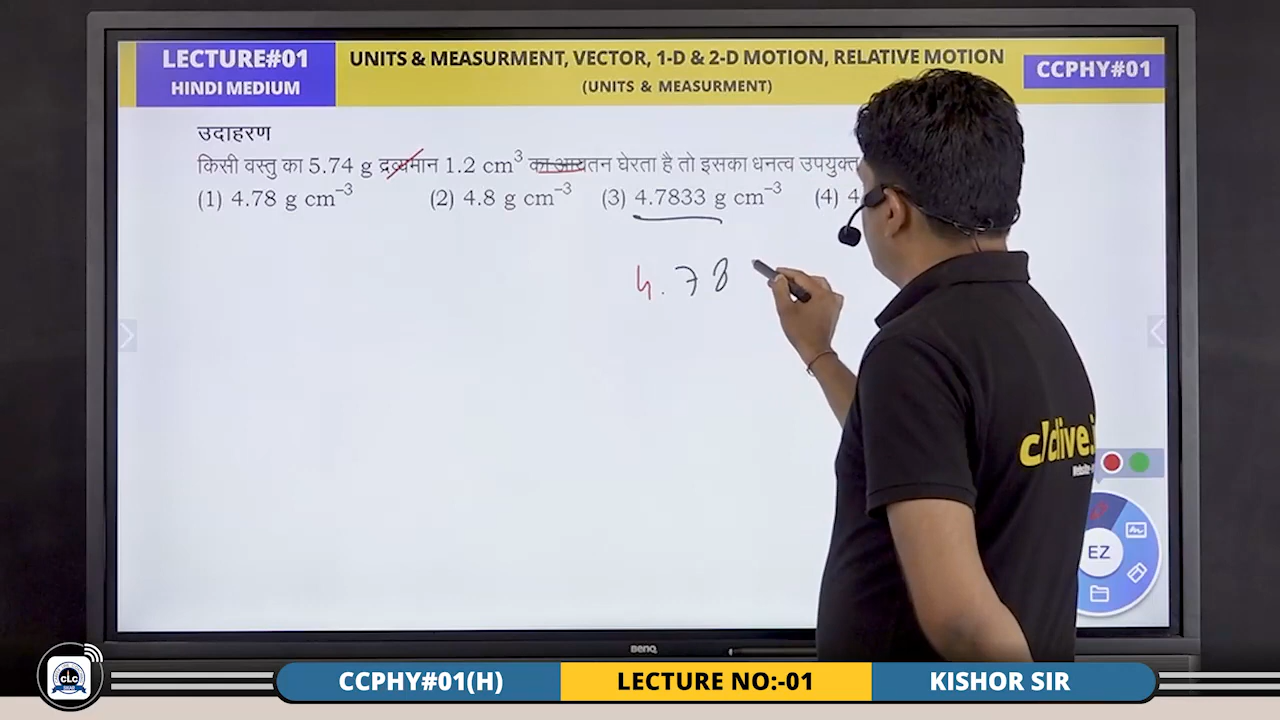 LECTURE#01
HINDI MEDIUM
UNITS & MEASURMENT, VECTOR, 1-D & 2-D MOTION, RELATIVE MOTION
(UNITS & MEASURMENT)
CCPHY#01
उदाहरण
किसी वस्तु का 5.74 g द्रव्यमान 1.2 cm³ का आयतन घेरता है तो इसका धनत्व उपयुक्त
(1) 4.78 g cm⁻³ (2) 4.8 g cm⁻³ (3) 4.7833 g cm⁻³ (4) 4
4.78
EZ
BenQ
CCPHY#01(H)
LECTURE NO:-01
KISHOR SIR